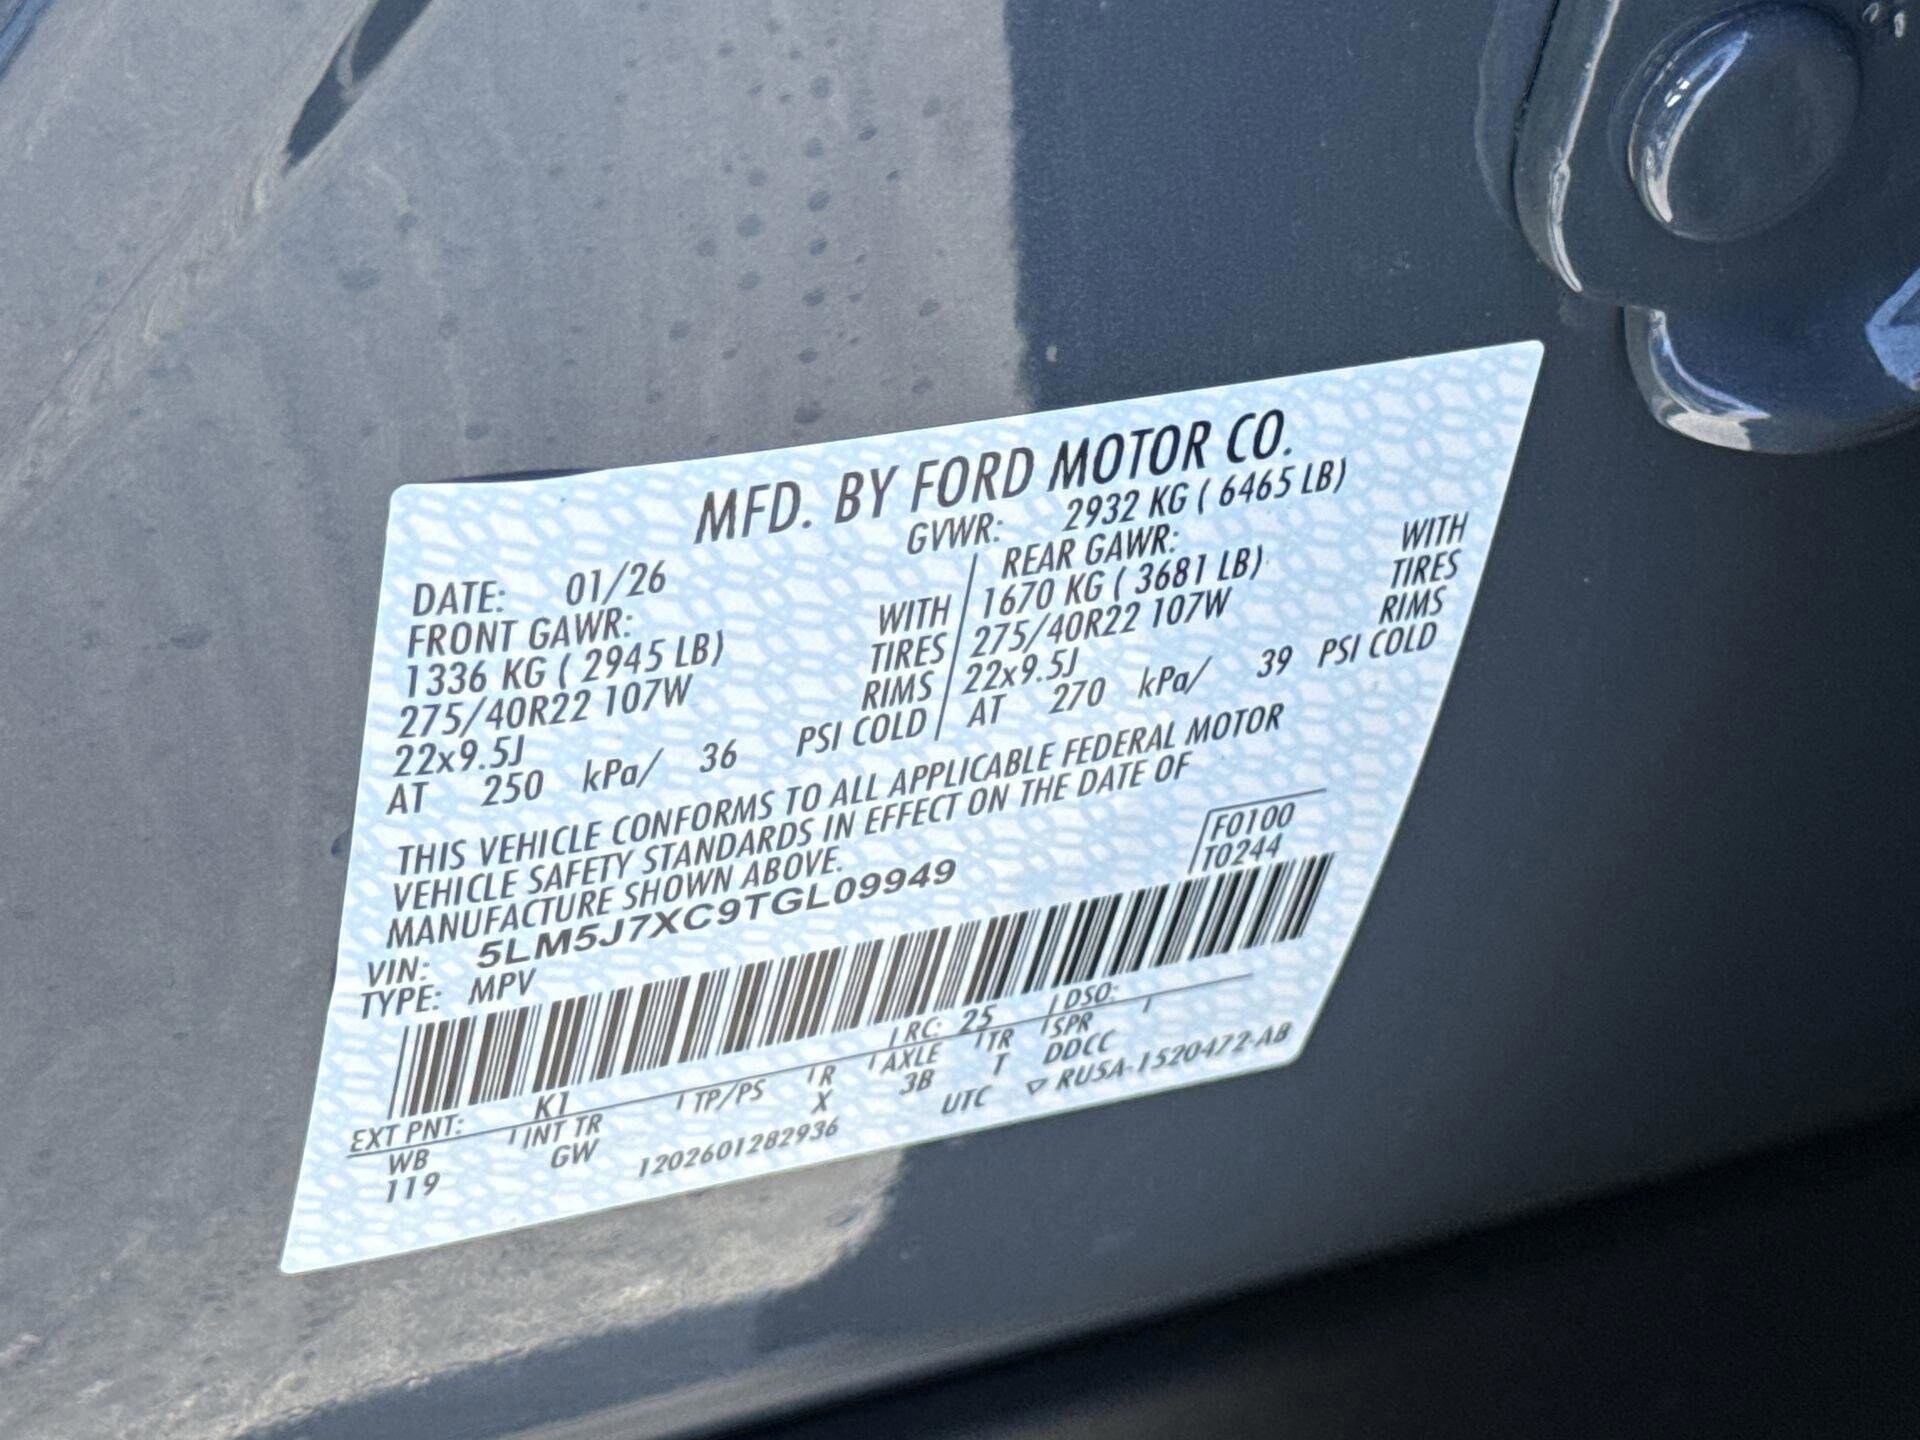 MFD. BY FORD MOTOR CO.
DATE: 01/26 GVWR: 2932 KG ( 6465 LB)
FRONT GAWR: REAR GAWR:
1336 KG ( 2945 LB) WITH 1670 KG ( 3681 LB) WITH
275/40R22 107W TIRES 275/40R22 107W TIRES
22x9.5J RIMS 22x9.5J RIMS
AT 250 kPa/ 36 PSI COLD AT 270 kPa/ 39 PSI COLD
THIS VEHICLE CONFORMS TO ALL APPLICABLE FEDERAL MOTOR
VEHICLE SAFETY STANDARDS IN EFFECT ON THE DATE OF
MANUFACTURE SHOWN ABOVE.
F0100
T0244
VIN: 5LM5J7XC9TGL09949
TYPE: MPV
EXT PNT: K1 RC: 25 DSO:
WB INT TR TP/PS R AXLE TR SPR
119 GW X 3B T DDCC
1202601282936 UTC ▽ RU5A-1520472-AB